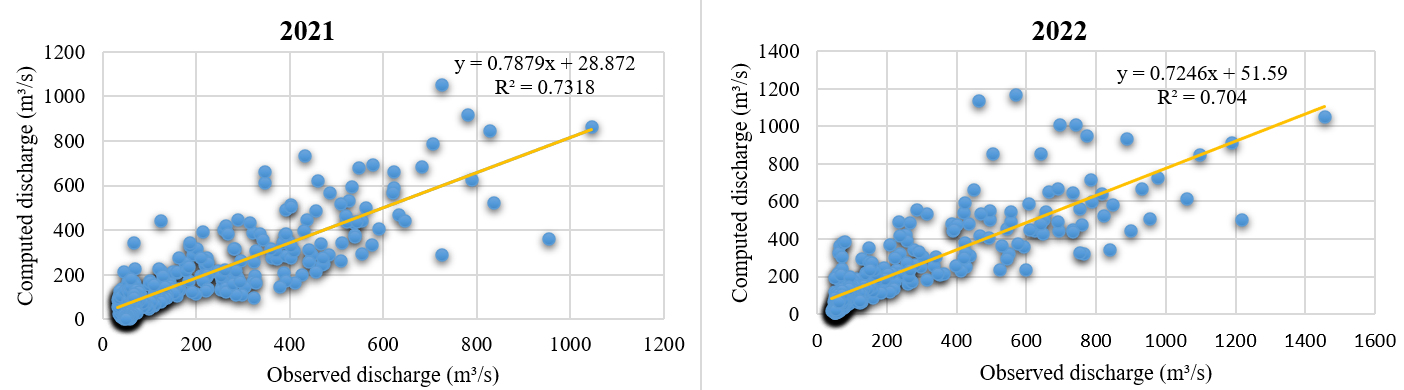 2021
1200
1000
800
600
400
200
0
Computed discharge (m³/s)
y = 0.7879x + 28.872
R² = 0.7318
0 200 400 600 800 1000 1200
Observed discharge (m³/s)
2022
1400
1200
1000
800
600
400
200
0
Computed discharge (m³/s)
y = 0.7246x + 51.59
R² = 0.704
0 200 400 600 800 1000 1200 1400 1600
Observed discharge (m³/s)